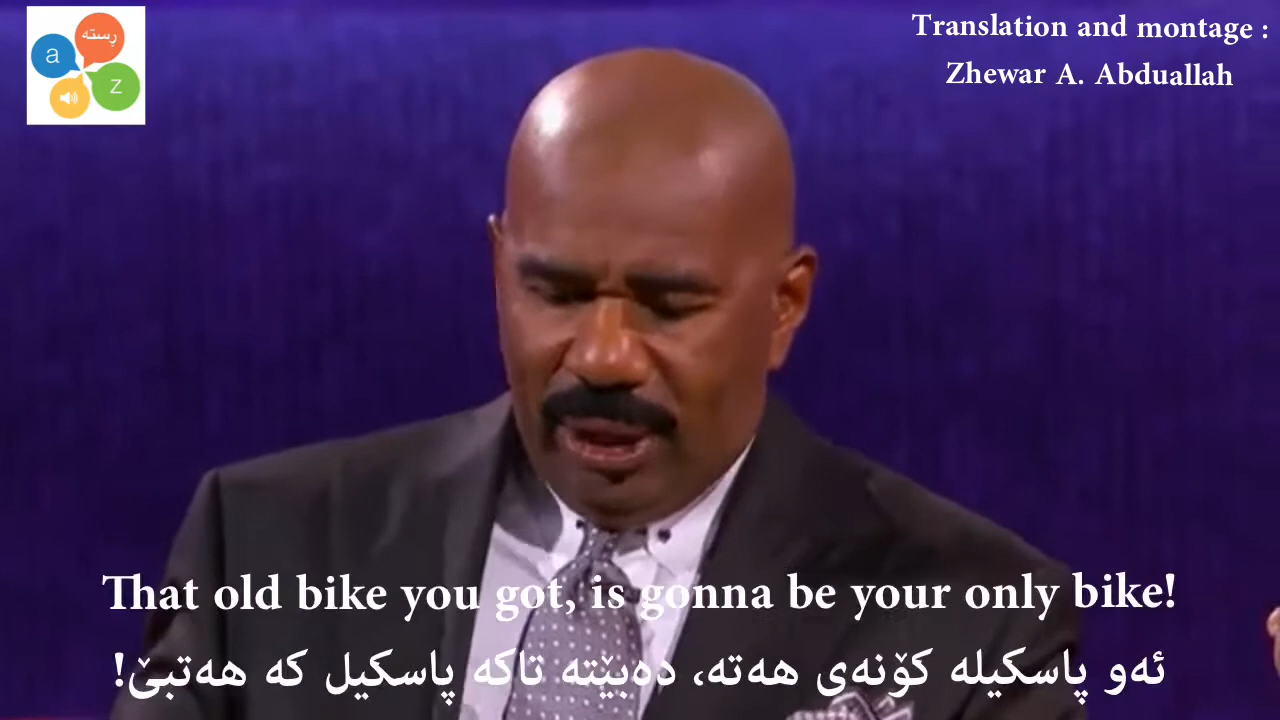 ڕستە
a
z
Translation and montage :
Zhewar A. Abduallah
That old bike you got, is gonna be your only bike!
ئەو پاسکیلە کۆنەی هەتە، دەبێتە تاکە پاسکیل کە هەتبێ!